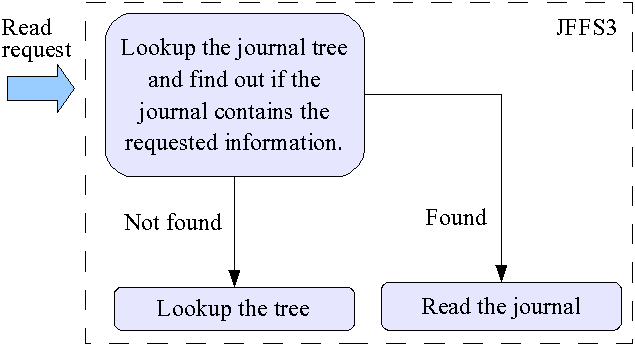 Read
request
JFFS3
Lookup the journal tree
and find out if the
journal contains the
requested information.
Not found
Found
Lookup the tree
Read the journal